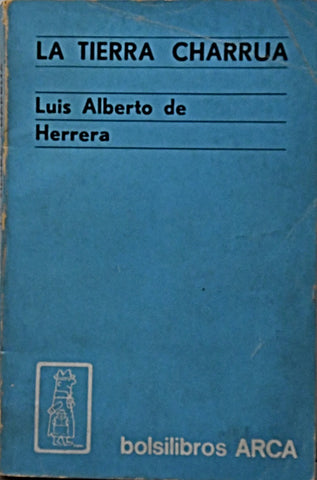 LA TIERRA CHARRUA
Luis Alberto de
Herrera
bolsilibros ARCA